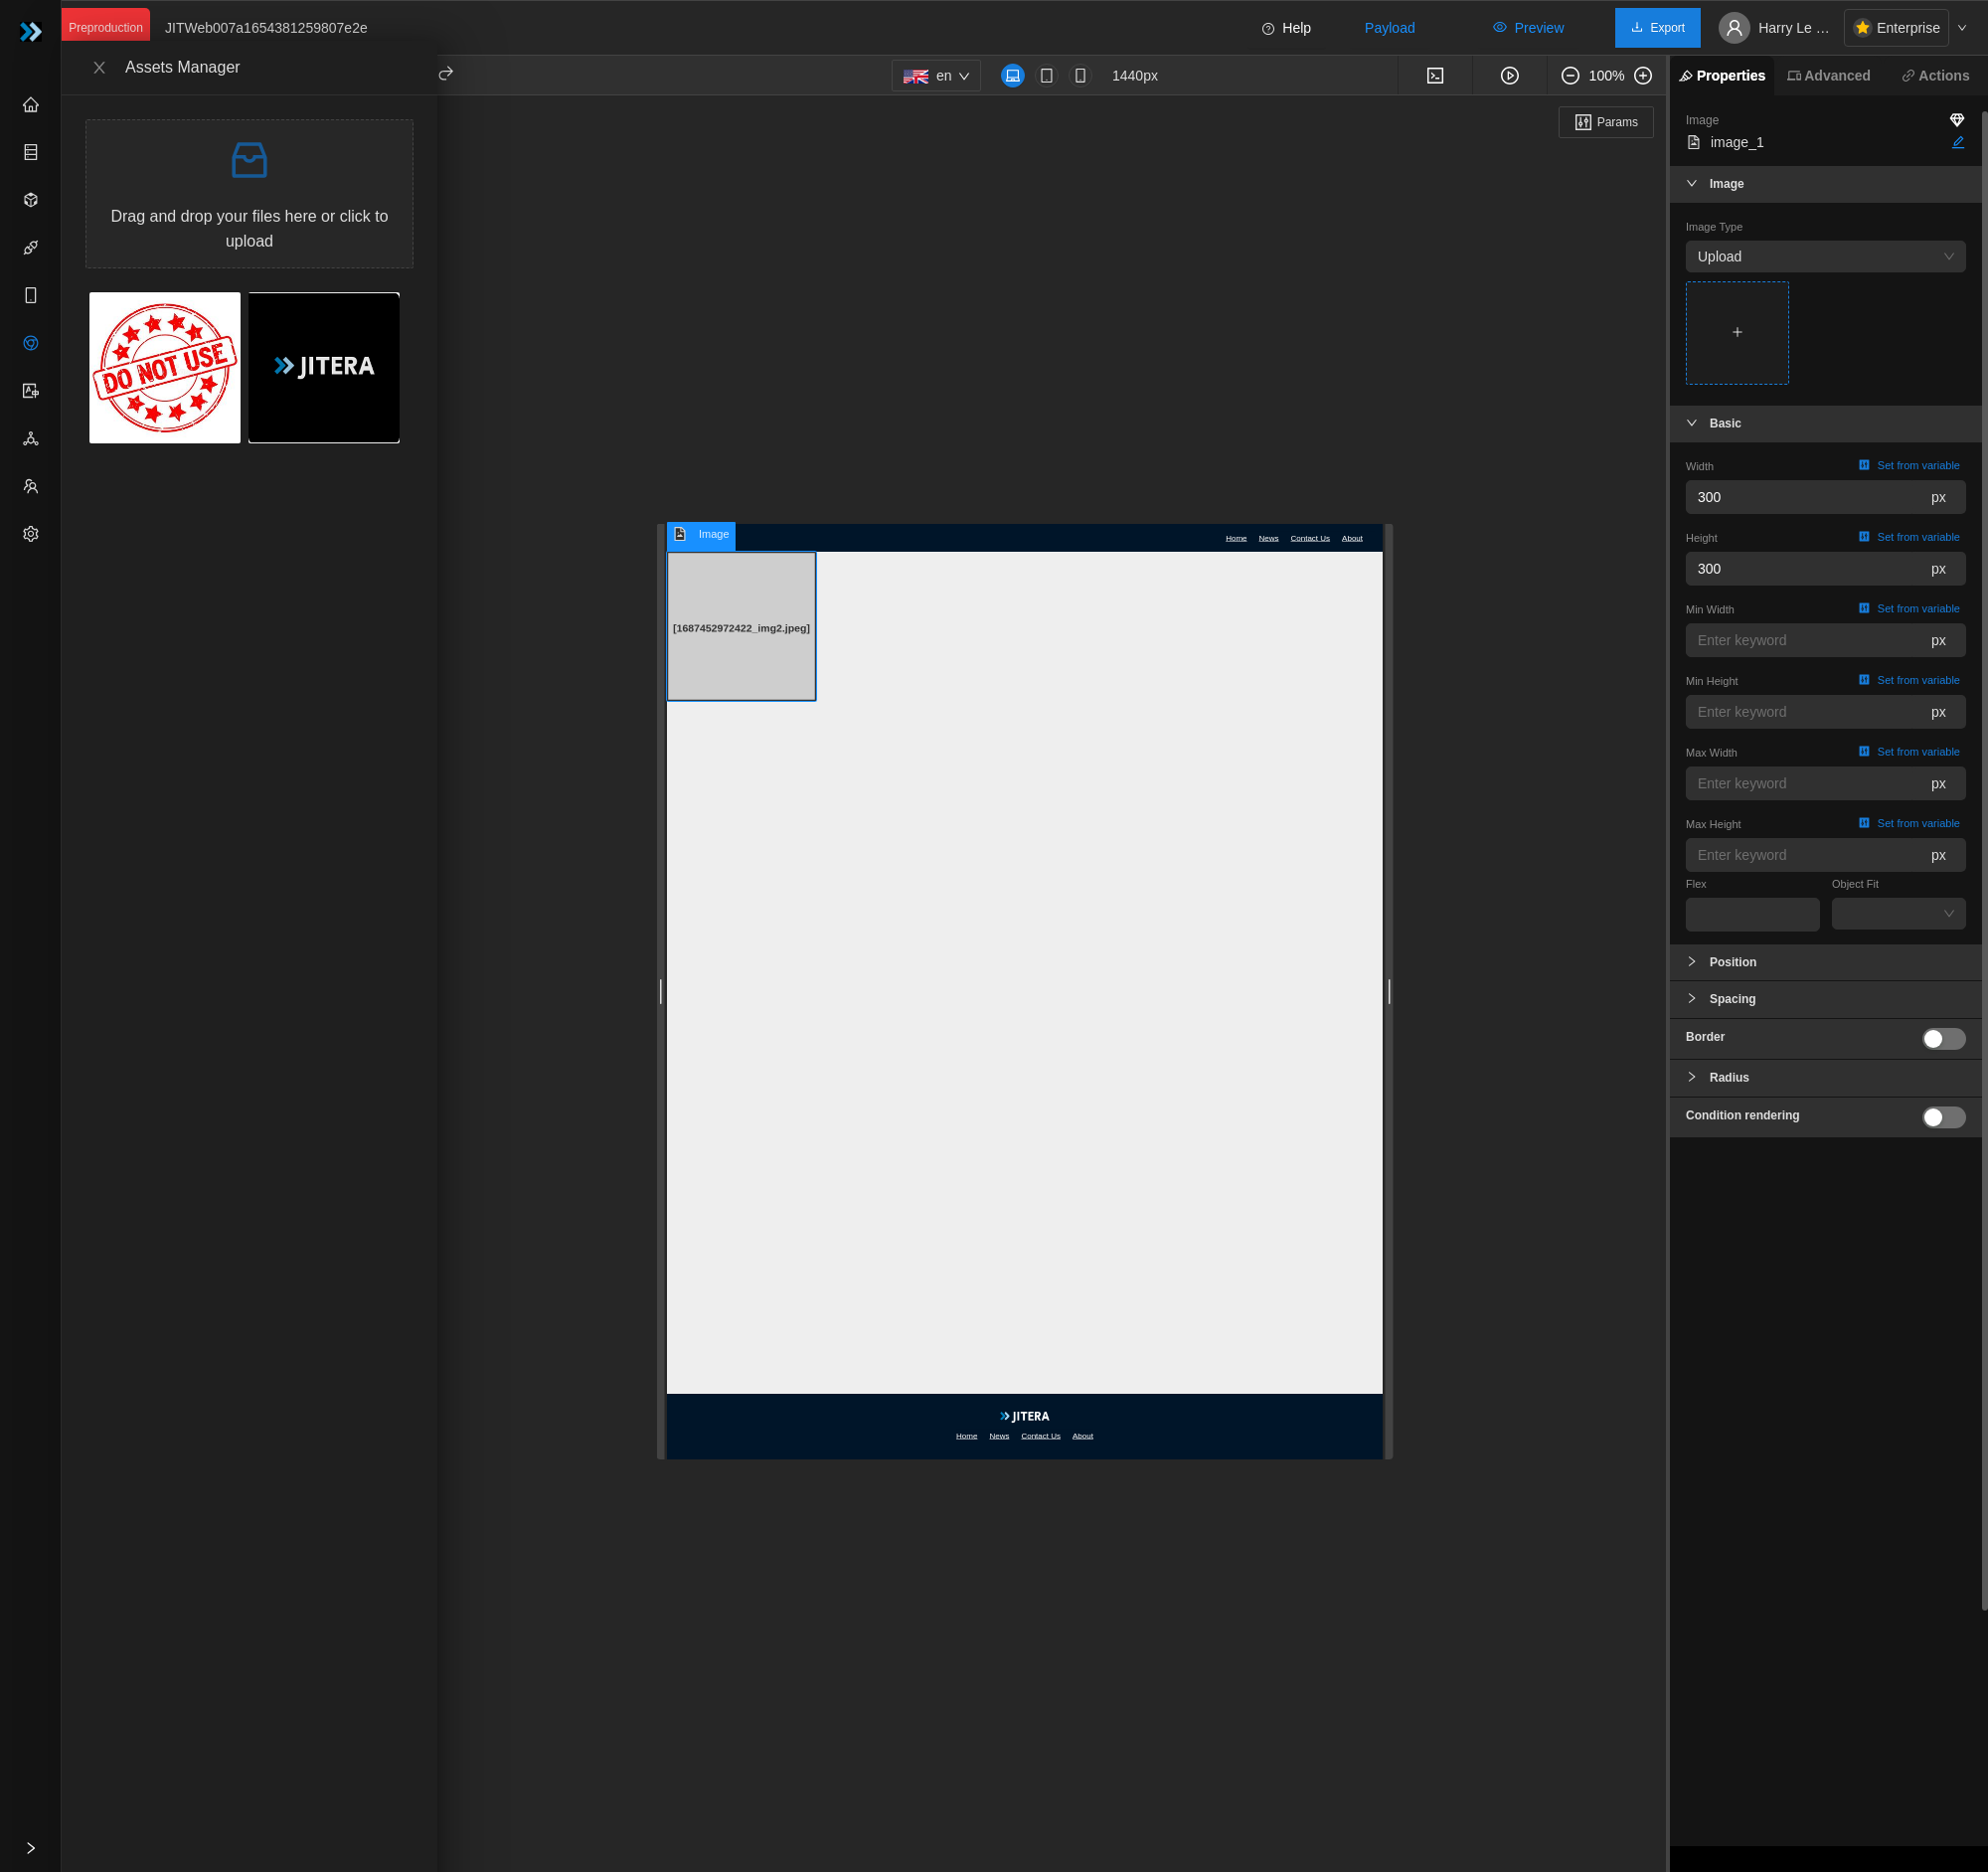 Preproduction
JITWeb007a1654381259807e2e
Help
Payload
Preview
Export
Harry Le ...
Enterprise
Assets Manager
en
1440px
100%
Properties
Advanced
Actions
Params
Drag and drop your files here or click to
upload
DO NOT USE
JITERA
Image
Home
News
Contact Us
About
[1687452972422_img2.jpeg]
JITERA
Home
News
Contact Us
About
Image
image_1
Image
Image Type
Upload
Basic
Width
Set from variable
300
px
Height
Set from variable
300
px
Min Width
Set from variable
Enter keyword
px
Min Height
Set from variable
Enter keyword
px
Max Width
Set from variable
Enter keyword
px
Max Height
Set from variable
Enter keyword
px
Flex
Object Fit
Position
Spacing
Border
Radius
Condition rendering